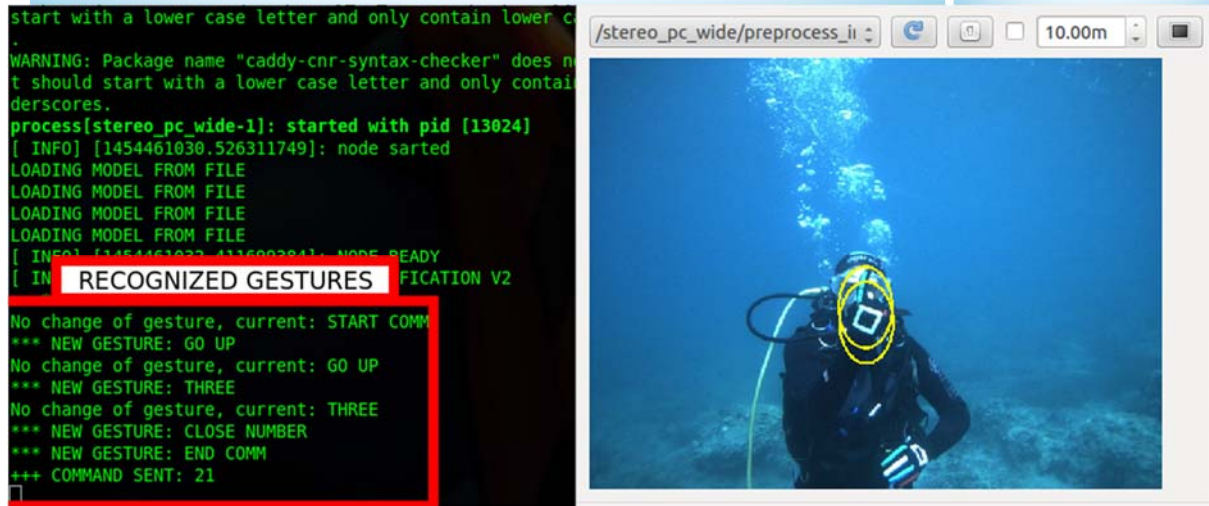 start with a lower case letter and only contain lower
.
WARNING: Package name "caddy-cnr-syntax-checker" does
t should start with a lower case letter and only contai
derscores.
process[stereo_pc_wide-1]: started with pid [13024]
[ INFO] [1454461030.526311749]: node sarted
LOADING MODEL FROM FILE
LOADING MODEL FROM FILE
LOADING MODEL FROM FILE
LOADING MODEL FROM FILE
[ INFO] READY
[ IN FICATION V2
RECOGNIZED GESTURES
No change of gesture, current: START COMM
*** NEW GESTURE: GO UP
No change of gesture, current: GO UP
*** NEW GESTURE: THREE
No change of gesture, current: THREE
*** NEW GESTURE: CLOSE NUMBER
*** NEW GESTURE: END COMM
+++ COMMAND SENT: 21
/stereo_pc_wide/preprocess_i
10.00m